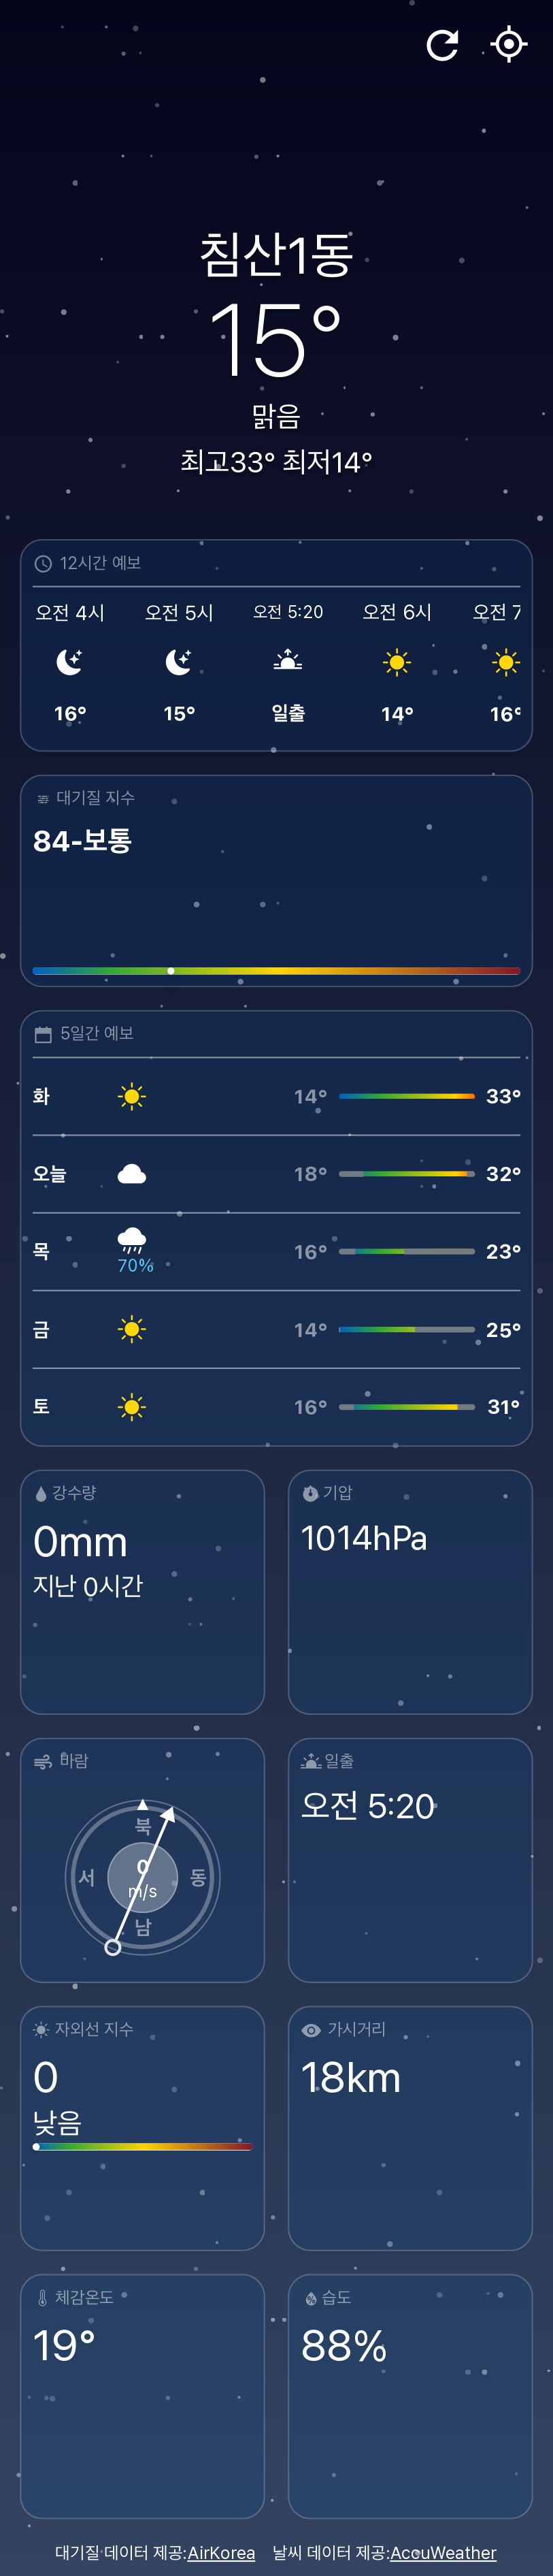 침산1동
15°
맑음
최고33° 최저14°
12시간 예보
오전 4시 오전 5시 오전 5:20 오전 6시 오전 7
16° 15° 일출 14° 16°
대기질 지수
84-보통
5일간 예보
화 14° 33°
오늘 18° 32°
목 70% 16° 23°
금 14° 25°
토 16° 31°
강수량 기압
0mm 1014hPa
지난 0시간
바람 일출
오전 5:20
북
서 0 동
m/s
남
자외선 지수 가시거리
0 18km
낮음
체감온도 습도
19° 88%
대기질 데이터 제공:AirKorea 날씨 데이터 제공:AccuWeather